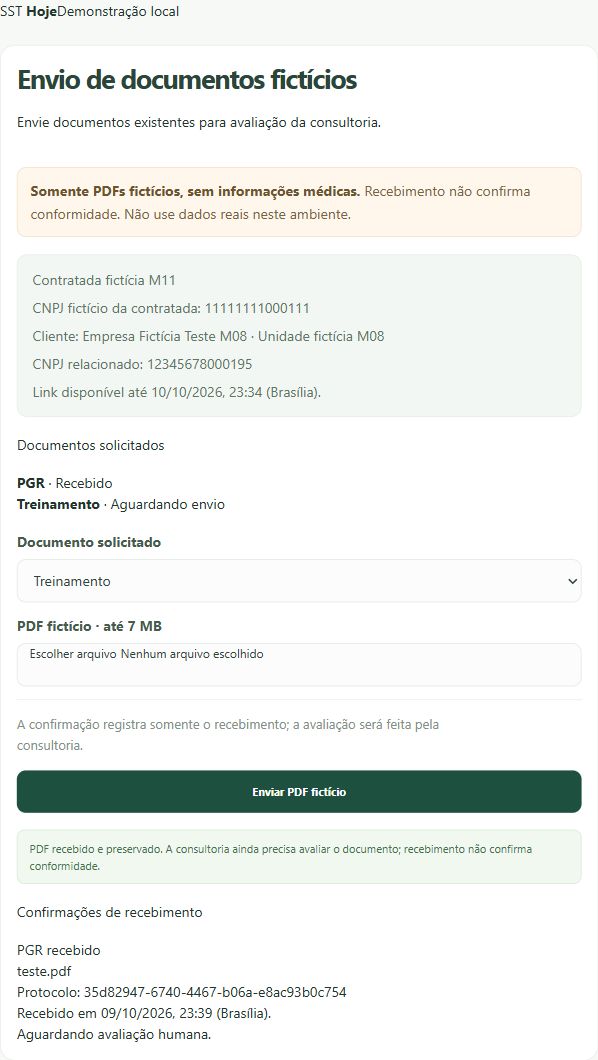 SST HojeDemonstração local
Envio de documentos fictícios
Envie documentos existentes para avaliação da consultoria.
Somente PDFs fictícios, sem informações médicas. Recebimento não confirma
conformidade. Não use dados reais neste ambiente.
Contratada fictícia M11
CNPJ fictício da contratada: 11111111000111
Cliente: Empresa Fictícia Teste M08 · Unidade fictícia M08
CNPJ relacionado: 12345678000195
Link disponível até 10/10/2026, 23:34 (Brasília).
Documentos solicitados
PGR · Recebido
Treinamento · Aguardando envio
Documento solicitado
Treinamento
PDF fictício · até 7 MB
Escolher arquivo Nenhum arquivo escolhido
A confirmação registra somente o recebimento; a avaliação será feita pela
consultoria.
Enviar PDF fictício
PDF recebido e preservado. A consultoria ainda precisa avaliar o documento; recebimento não confirma
conformidade.
Confirmações de recebimento
PGR recebido
teste.pdf
Protocolo: 35d82947-6740-4467-b06a-e8ac93b0c754
Recebido em 09/10/2026, 23:39 (Brasília).
Aguardando avaliação humana.